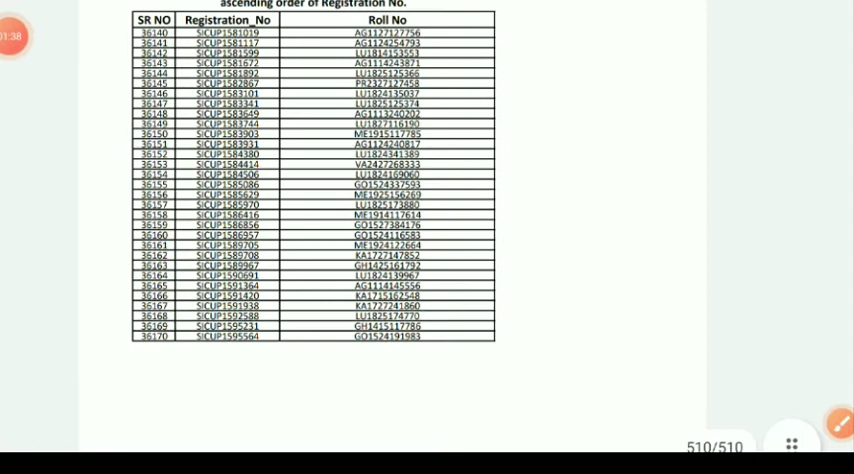 ascending order of Registration No.
SR NO Registration_No Roll No
36140 SICUP1581019 AG1127127756
36141 SICUP1581117 AG1124254793
36142 SICUP1581599 LU1814153553
36143 SICUP1581672 AG1114243871
36144 SICUP1581892 LU1825125366
36145 SICUP1582867 PR2327127458
36146 SICUP1583101 LU1824135037
36147 SICUP1583341 LU1825125374
36148 SICUP1583649 AG1113240202
36149 SICUP1583744 LU1827116190
36150 SICUP1583903 ME1915117785
36151 SICUP1583931 AG1124240817
36152 SICUP1584380 LU1824341389
36153 SICUP1584414 VA2427268333
36154 SICUP1584506 LU1824169060
36155 SICUP1585086 GO1524337593
36156 SICUP1585629 ME1925156269
36157 SICUP1585970 LU1825173880
36158 SICUP1586416 ME1914117614
36159 SICUP1586856 GO1527384176
36160 SICUP1586957 GO1524116583
36161 SICUP1589705 ME1924122664
36162 SICUP1589708 KA1727147852
36163 SICUP1589967 GH1425161792
36164 SICUP1590691 LU1824139967
36165 SICUP1591364 AG1114145556
36166 SICUP1591420 KA1715162548
36167 SICUP1591938 KA1727241860
36168 SICUP1592588 LU1825174770
36169 SICUP1595231 GH1415117786
36170 SICUP1595564 GO1524191983
01:38
510/510